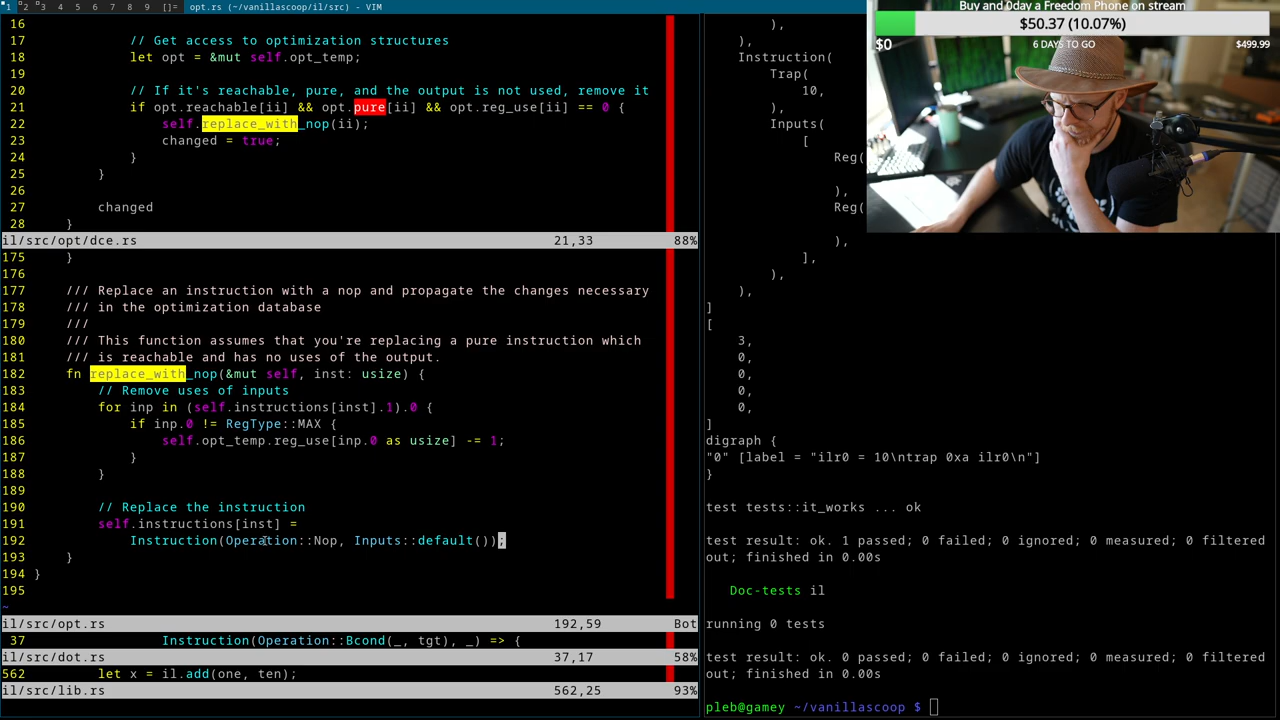 1 2 3 4 5 6 7 8 9 []= opt.rs (~/vanillascoop/il/src) - VIM
16
17 // Get access to optimization structures
18 let opt = &mut self.opt_temp;
19
20 // If it's reachable, pure, and the output is not used, remove it
21 if opt.reachable[ii] && opt.pure[ii] && opt.reg_use[ii] == 0 {
22 self.replace_with_nop(ii);
23 changed = true;
24 }
25 }
26
27 changed
28 }
il/src/opt/dce.rs 21,33 88%
175 }
176
177 /// Replace an instruction with a nop and propagate the changes necessary
178 /// in the optimization database
179 ///
180 /// This function assumes that you're replacing a pure instruction which
181 /// is reachable and has no uses of the output.
182 fn replace_with_nop(&mut self, inst: usize) {
183 // Remove uses of inputs
184 for inp in (self.instructions[inst].1).0 {
185 if inp.0 != RegType::MAX {
186 self.opt_temp.reg_use[inp.0 as usize] -= 1;
187 }
188 }
189
190 // Replace the instruction
191 self.instructions[inst] =
192 Instruction(Operation::Nop, Inputs::default());
193 }
194 }
195
~
il/src/opt.rs 192,59 Bot
37 Instruction(Operation::Bcond(_, tgt), _) => {
il/src/dot.rs 37,17 58%
562 let x = il.add(one, ten);
il/src/lib.rs 562,25 93%
),
),
Instruction(
Trap(
10,
),
Inputs(
[
Reg(
),
Reg(
),
],
),
),
]
[
3,
0,
0,
0,
0,
]
digraph {
"0" [label = "ilr0 = 10\ntrap 0xa ilr0\n"]
}
test tests::it_works ... ok
test result: ok. 1 passed; 0 failed; 0 ignored; 0 measured; 0 filtered
out; finished in 0.00s
Doc-tests il
running 0 tests
test result: ok. 0 passed; 0 failed; 0 ignored; 0 measured; 0 filtered
out; finished in 0.00s
pleb@gamey ~/vanillascoop $
Buy and 0day a Freedom Phone on stream
$50.37 (10.07%)
$0 6 DAYS TO GO $499.99